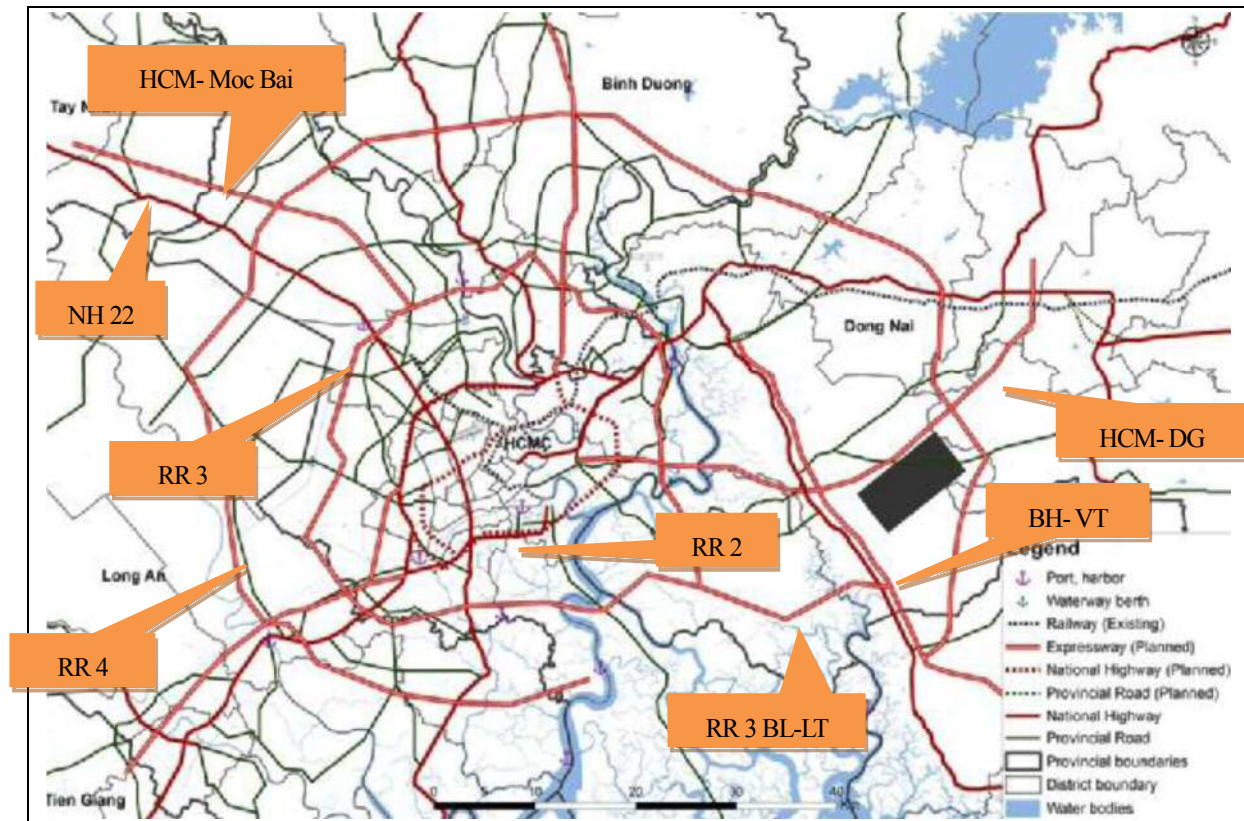 HCM- Moc Bai
Binh Duong
Tay
NH 22
Dong Nai
HCM- DG
RR 3
HCMC
BH- VT
RR 2
Long An
RR 4
RR 3 BL-LT
Tien Giang
0 10 20 30 40
Legend
Port, harbor
Waterway berth
Railway (Existing)
Expressway (Planned)
National Highway (Planned)
Provincial Road (Planned)
National Highway
Provincial Road
Provincial boundaries
District boundary
Water bodies